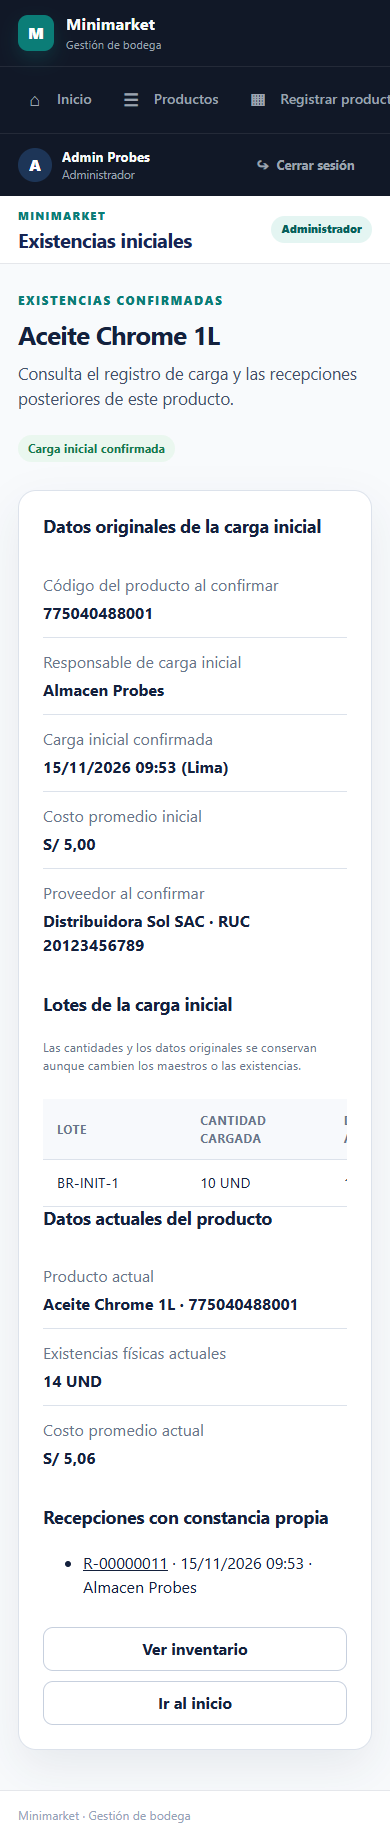 M
Minimarket
Gestión de bodega
Inicio
Productos
Registrar
A
Admin Probes
Administrador
Cerrar sesión
MINIMARKET
Existencias iniciales
Administrador
EXISTENCIAS CONFIRMADAS
Aceite Chrome 1L
Consulta el registro de carga y las recepciones
posteriores de este producto.
Carga inicial confirmada
Datos originales de la carga inicial
Código del producto al confirmar
775040488001
Responsable de carga inicial
Almacen Probes
Carga inicial confirmada
15/11/2026 09:53 (Lima)
Costo promedio inicial
S/ 5,00
Proveedor al confirmar
Distribuidora Sol SAC · RUC
20123456789
Lotes de la carga inicial
Las cantidades y los datos originales se conservan
aunque cambien los maestros o las existencias.
LOTE
CANTIDAD
CARGADA
BR-INIT-1
10 UND
Datos actuales del producto
Producto actual
Aceite Chrome 1L · 775040488001
Existencias físicas actuales
14 UND
Costo promedio actual
S/ 5,06
Recepciones con constancia propia
R-00000011 · 15/11/2026 09:53 ·
Almacen Probes
Ver inventario
Ir al inicio
Minimarket · Gestión de bodega